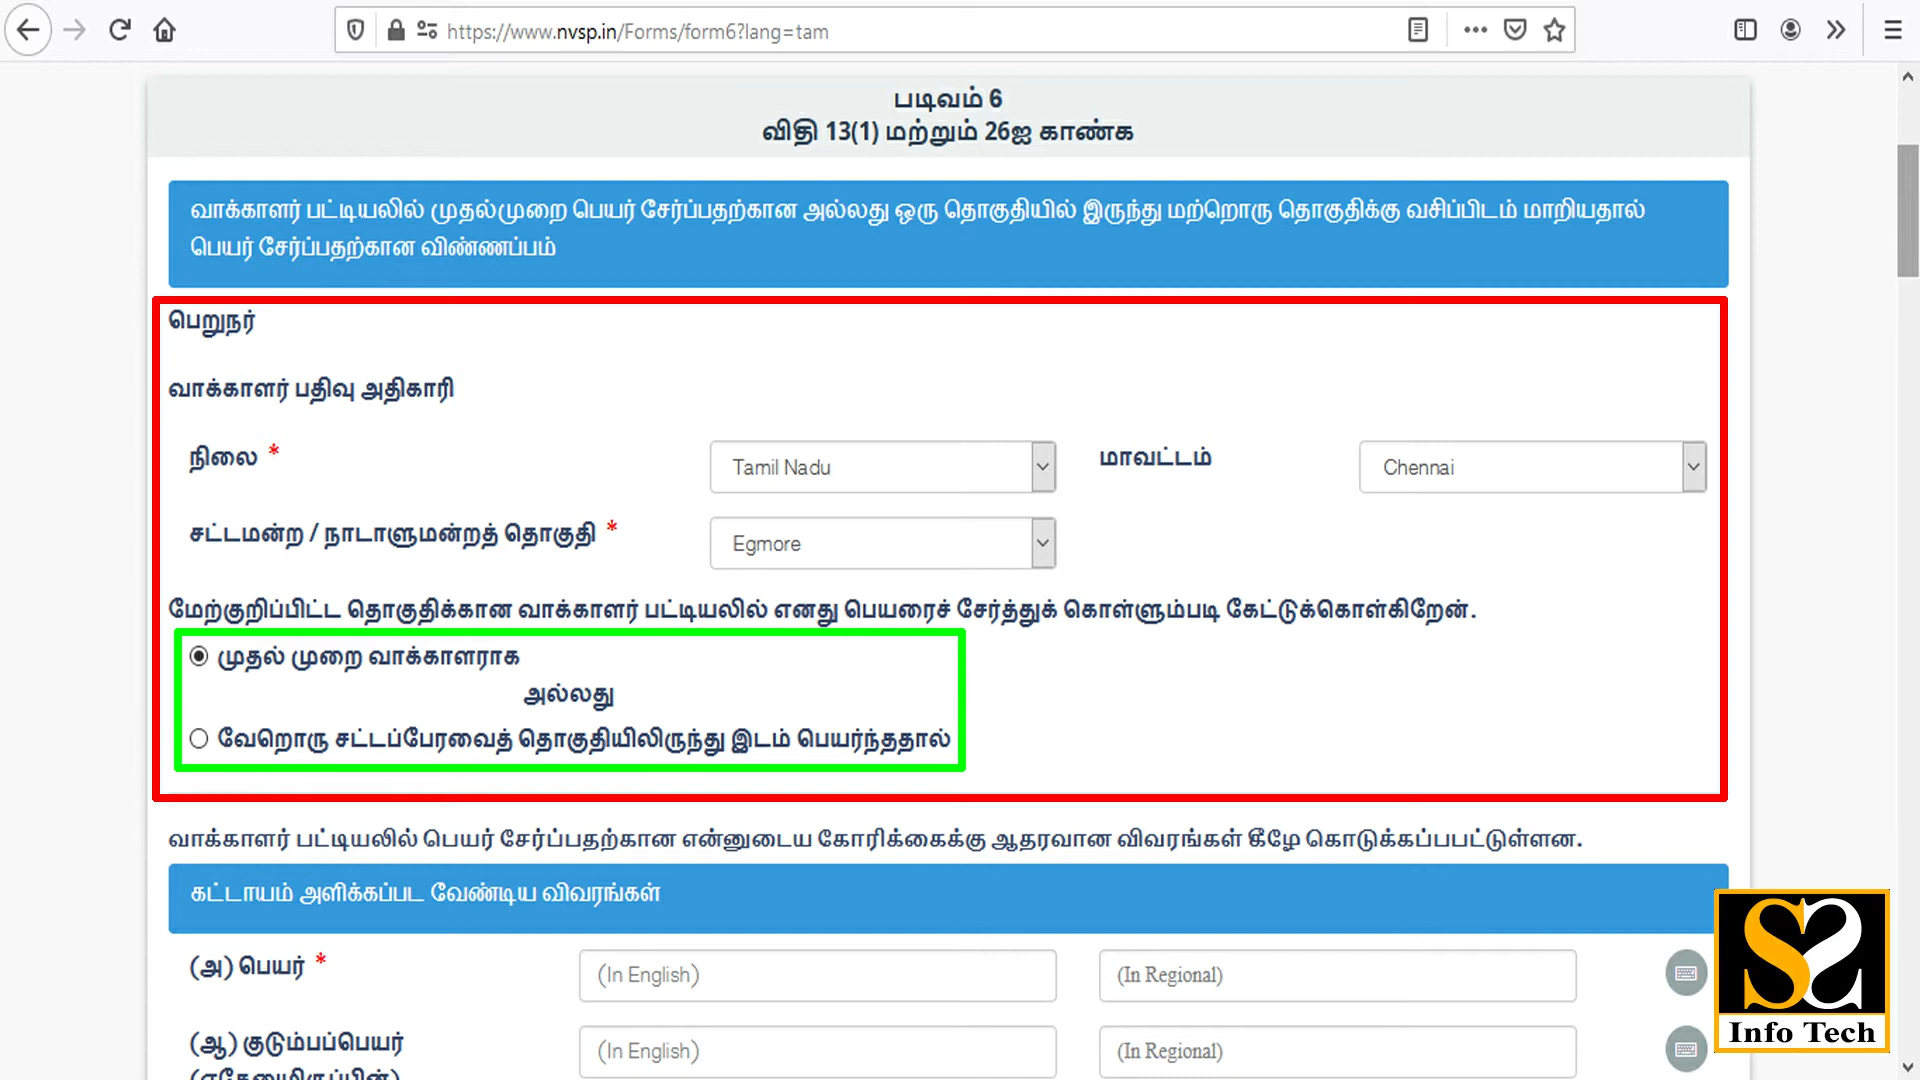 https://www.nvsp.in/Forms/form6?lang=tam
படிவம் 6
விதி 13(1) மற்றும் 26ஐ காண்க
வாக்காளர் பட்டியலில் முதல்முறை பெயர் சேர்ப்பதற்கான அல்லது ஒரு தொகுதியில் இருந்து மற்றொரு தொகுதிக்கு வசிப்பிடம் மாறியதால்
பெயர் சேர்ப்பதற்கான விண்ணப்பம்
பெறுநர்
வாக்காளர் பதிவு அதிகாரி
நிலை * Tamil Nadu மாவட்டம் Chennai
சட்டமன்ற / நாடாளுமன்றத் தொகுதி * Egmore
மேற்குறிப்பிட்ட தொகுதிக்கான வாக்காளர் பட்டியலில் எனது பெயரைச் சேர்த்துக் கொள்ளும்படி கேட்டுக்கொள்கிறேன்.
முதல் முறை வாக்காளராக
அல்லது
வேறொரு சட்டப்பேரவைத் தொகுதியிலிருந்து இடம் பெயர்ந்ததால்
வாக்காளர் பட்டியலில் பெயர் சேர்ப்பதற்கான என்னுடைய கோரிக்கைக்கு ஆதரவான விவரங்கள் கீழே கொடுக்கப்பபட்டுள்ளன.
கட்டாயம் அளிக்கப்பட வேண்டிய விவரங்கள்
(அ) பெயர் * (In English) (In Regional)
(ஆ) குடும்பப்பெயர் (In English) (In Regional)
(ஏதேனுமிருப்பின்)
SS
Info Tech